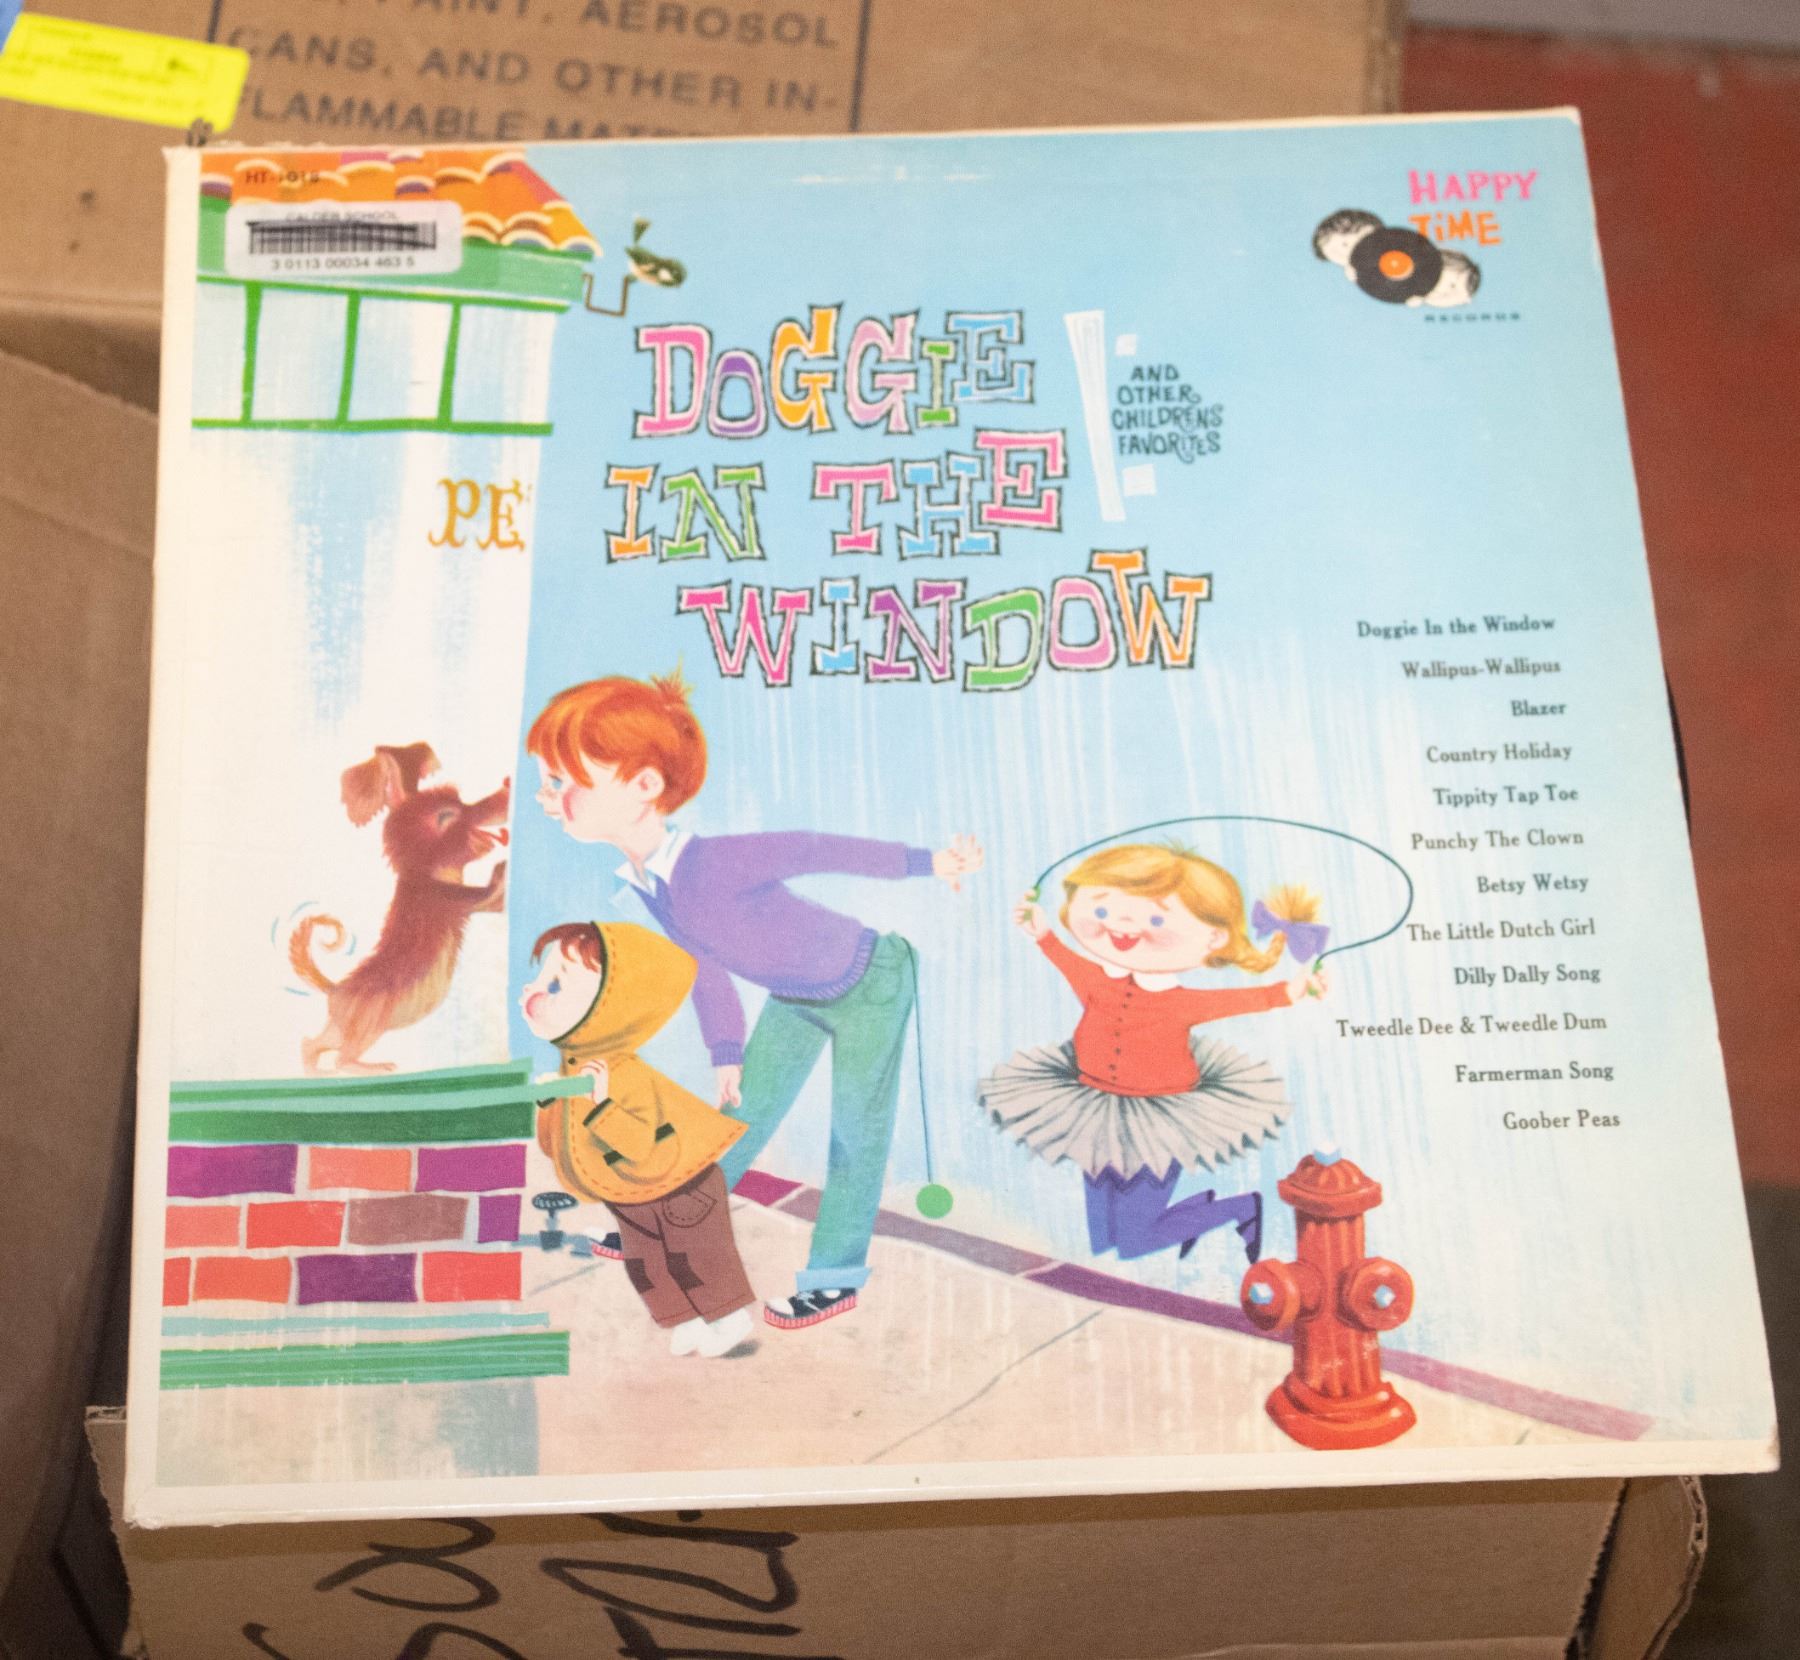 PAINT, AEROSOL
CANS, AND OTHER IN-
FLAMMABLE
HT-1018
CALDER SCHOOL
3 0113 00034 463 5
HAPPY
TiME
RECORDS
DOGGIE
IN THE
WINDOW
AND
OTHER
CHILDRENS
FAVORITES
PE
Doggie In the Window
Wallipus-Wallipus
Blazer
Country Holiday
Tippity Tap Toe
Punchy The Clown
Betsy Wetsy
The Little Dutch Girl
Dilly Dally Song
Tweedle Dee & Tweedle Dum
Farmerman Song
Goober Peas